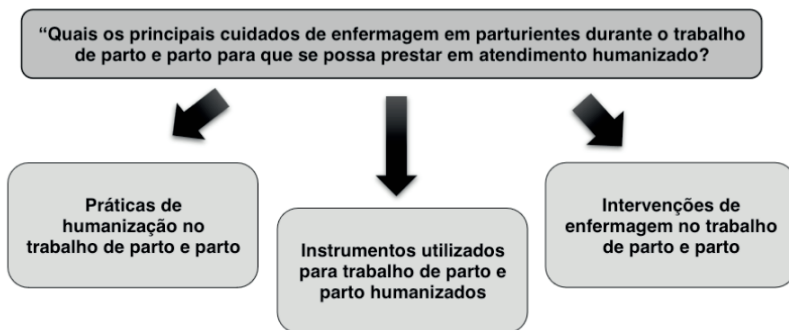 “Quais os principais cuidados de enfermagem em parturientes durante o trabalho
de parto e parto para que se possa prestar em atendimento humanizado?
Práticas de
humanização no
trabalho de parto e parto
Instrumentos utilizados
para trabalho de parto e
parto humanizados
Intervenções de
enfermagem no trabalho
de parto e parto